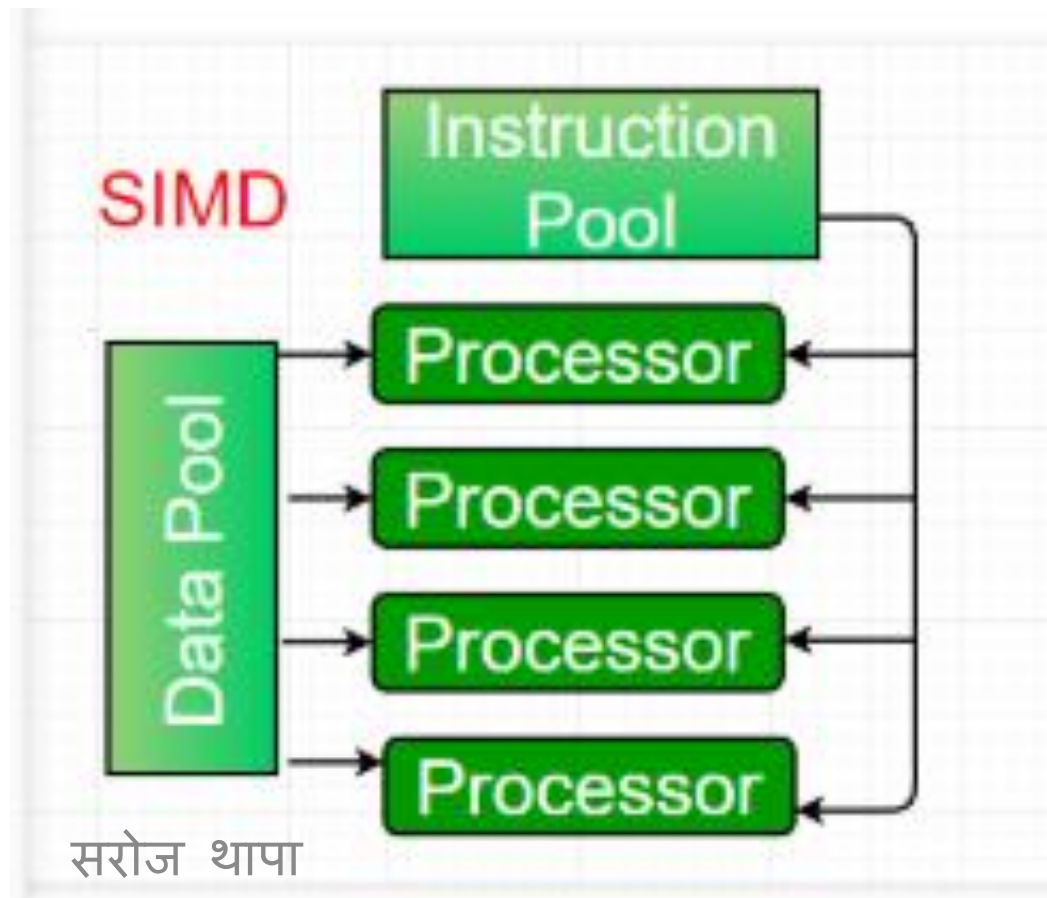 Instruction
Pool
SIMD
Processor
Processor
Processor
Processor
Data Pool
सरोज थापा